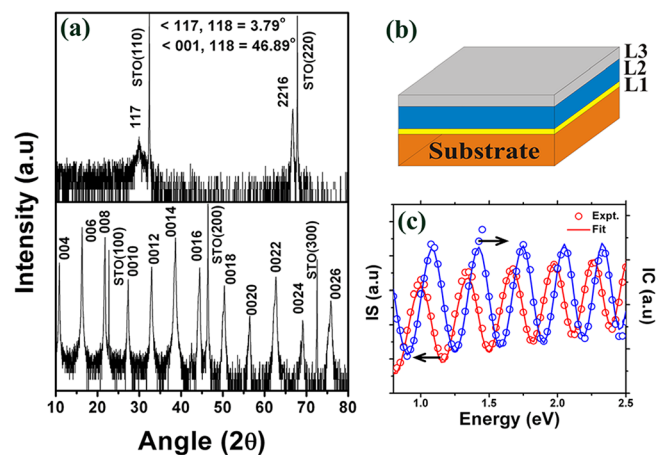 (a)
< 117, 118 = 3.79°
< 001, 118 = 46.89°
117
STO(110)
2216
STO(220)
004
006
008
STO(100)
0010
0012
0014
0016
STO(200)
0018
0020
0022
0024
STO(300)
0026
Intensity (a.u)
10 20 30 40 50 60 70 80
Angle (2θ)
(b)
L3
L2
L1
Substrate
(c)
Expt.
Fit
IS (a.u)
IC (a.u)
1.0 1.5 2.0 2.5
Energy (eV)